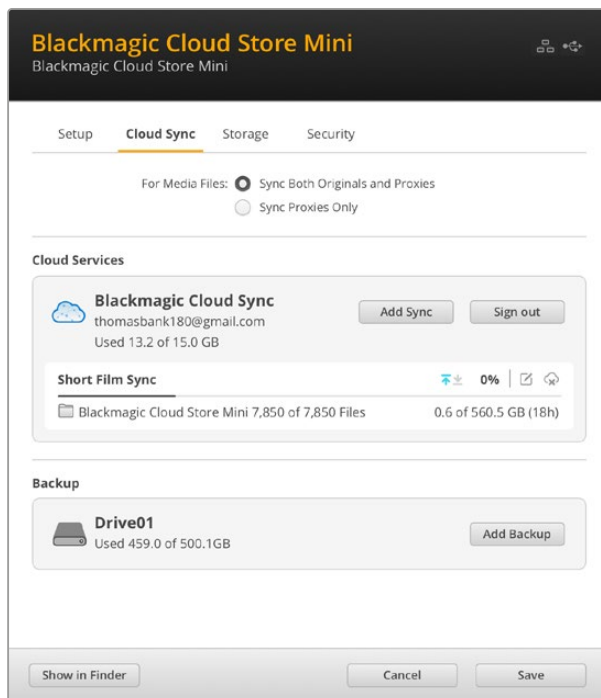 Blackmagic Cloud Store Mini
Blackmagic Cloud Store Mini
Setup Cloud Sync Storage Security
For Media Files: Sync Both Originals and Proxies
Sync Proxies Only
Cloud Services
Blackmagic Cloud Sync
thomasbank180@gmail.com
Used 13.2 of 15.0 GB
Add Sync Sign out
Short Film Sync 0%
Blackmagic Cloud Store Mini 7,850 of 7,850 Files 0.6 of 560.5 GB (18h)
Backup
Drive01
Used 459.0 of 500.1GB
Add Backup
Show in Finder Cancel Save